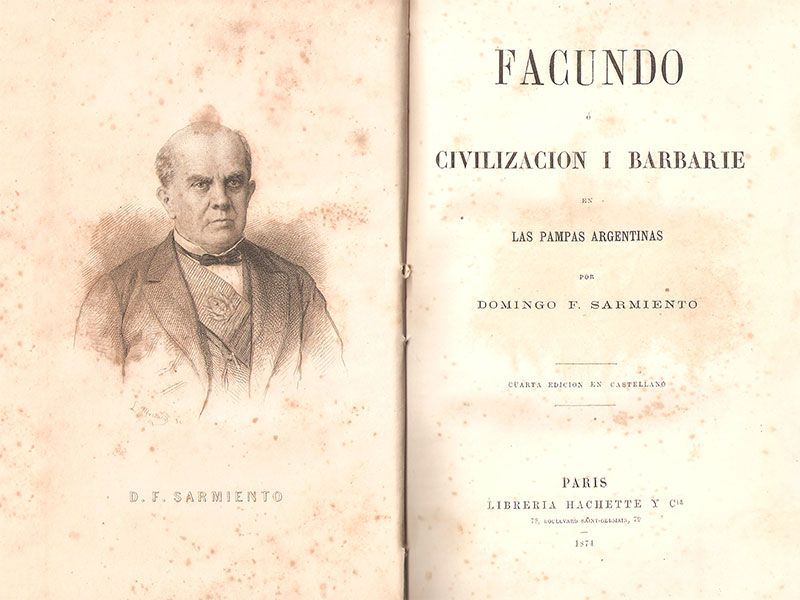 D. F. SARMIENTO
FACUNDO
ó
CIVILIZACION I BARBARIE
EN
LAS PAMPAS ARGENTINAS
POR
DOMINGO F. SARMIENTO
CUARTA EDICION EN CASTELLANO
PARIS
LIBRERIA HACHETTE Y Cia
79, BOULEVARD SAINT-GERMAIN, 79
1874